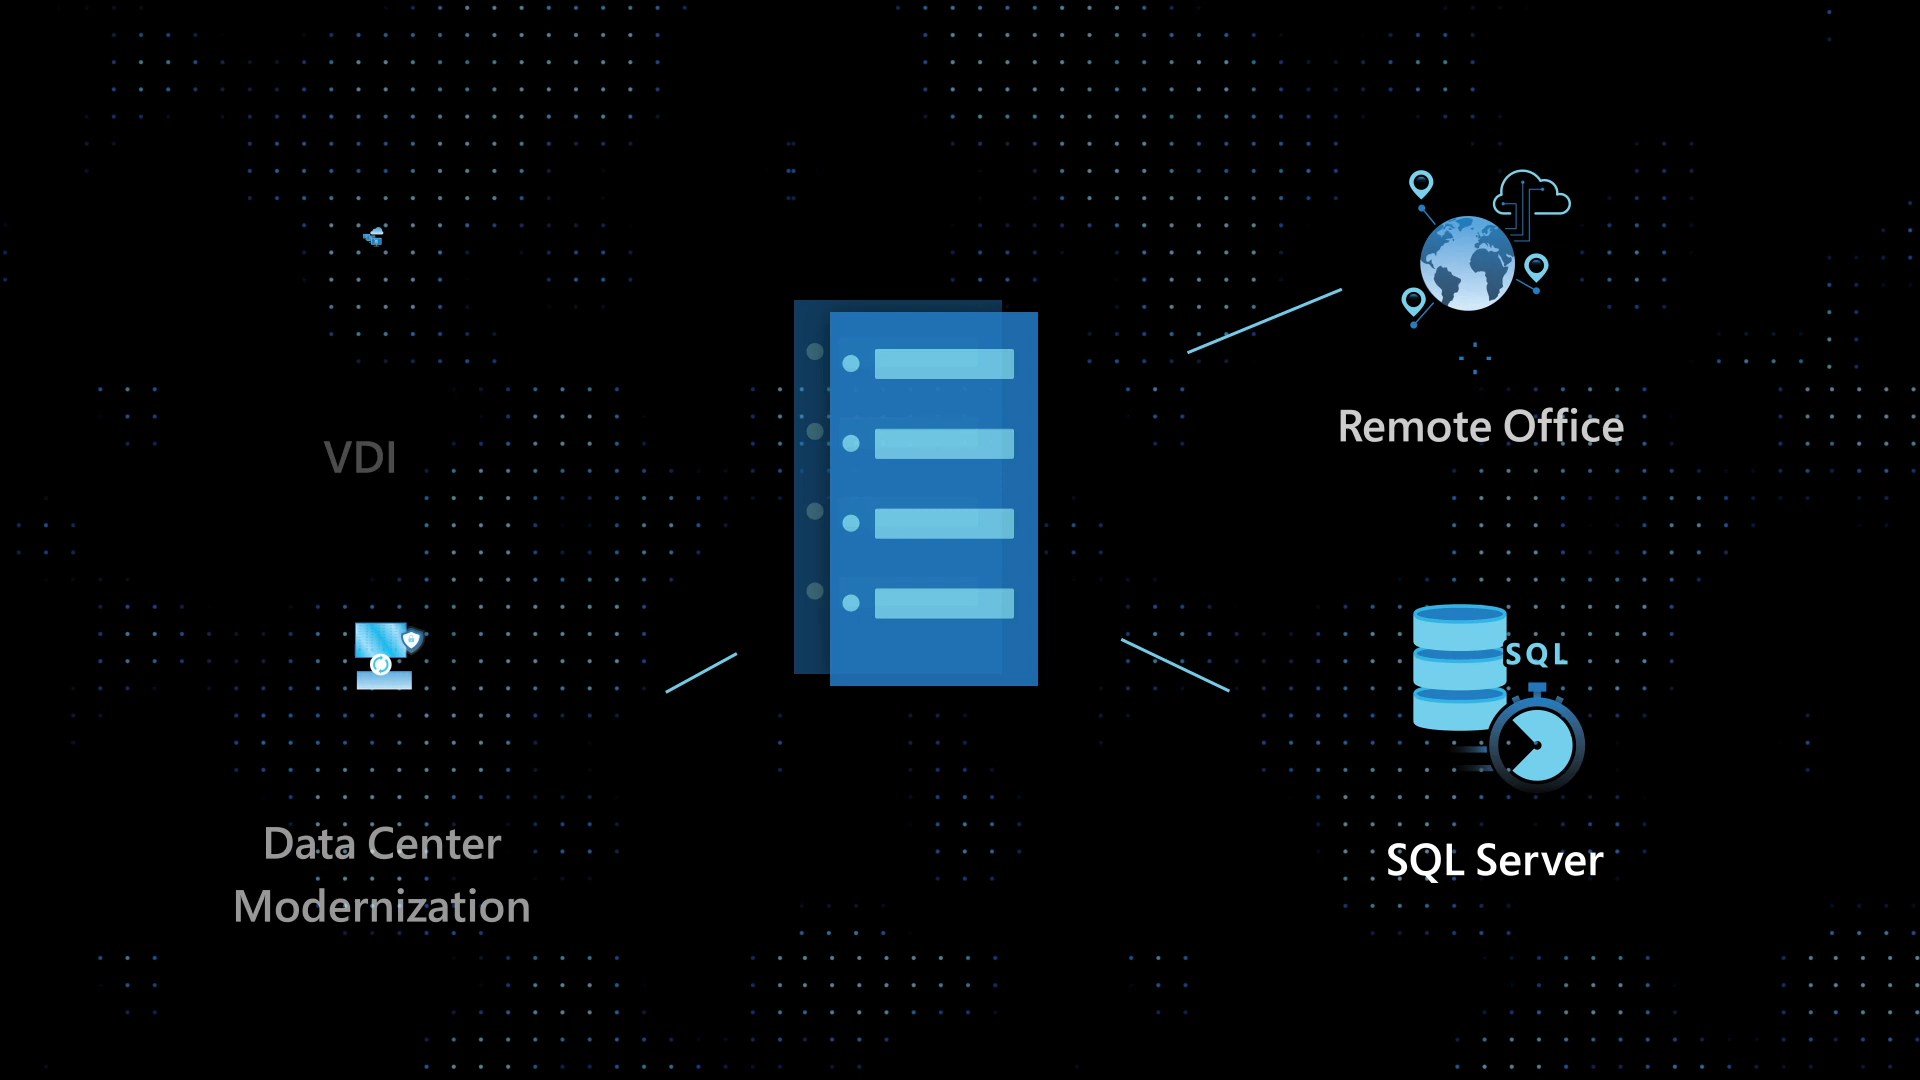 Remote Office
VDI
SQL
Data Center
Modernization
SQL Server